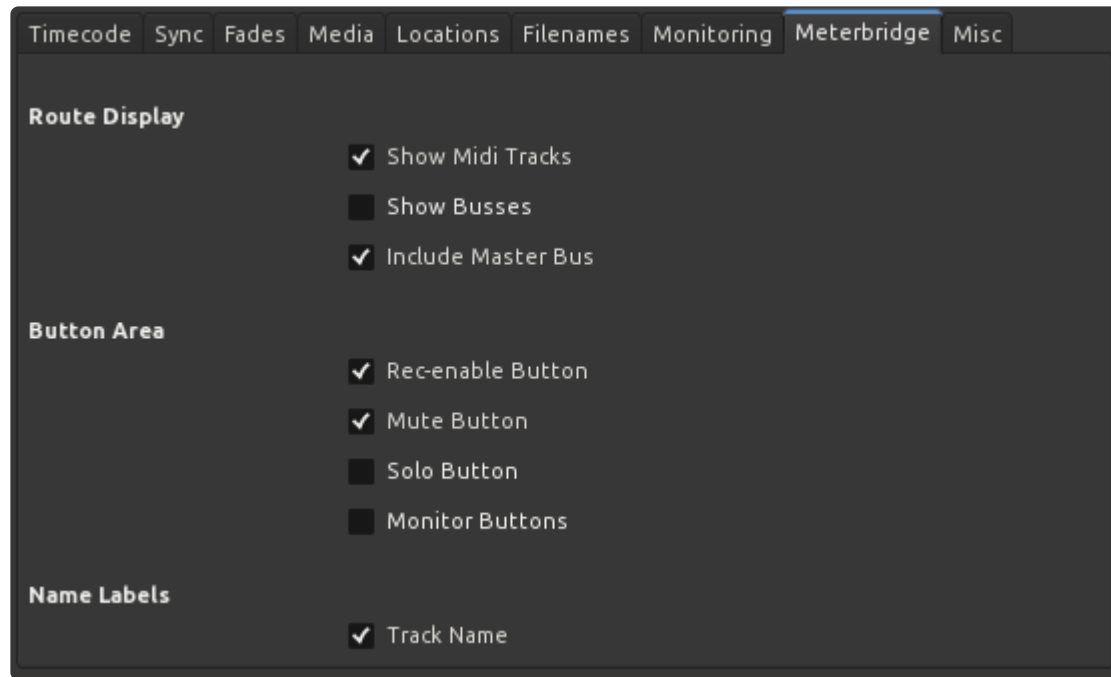 Timecode Sync Fades Media Locations Filenames Monitoring Meterbridge Misc
Route Display
Show Midi Tracks
Show Busses
Include Master Bus
Button Area
Rec-enable Button
Mute Button
Solo Button
Monitor Buttons
Name Labels
Track Name